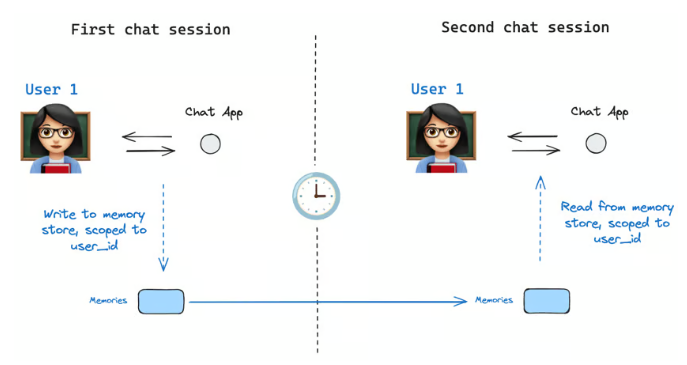 First chat session
Second chat session
User 1
Chat App
User 1
Chat App
Write to memory
store, scoped to
user_id
Read from memory
store, scoped to
user_id
Memories
Memories